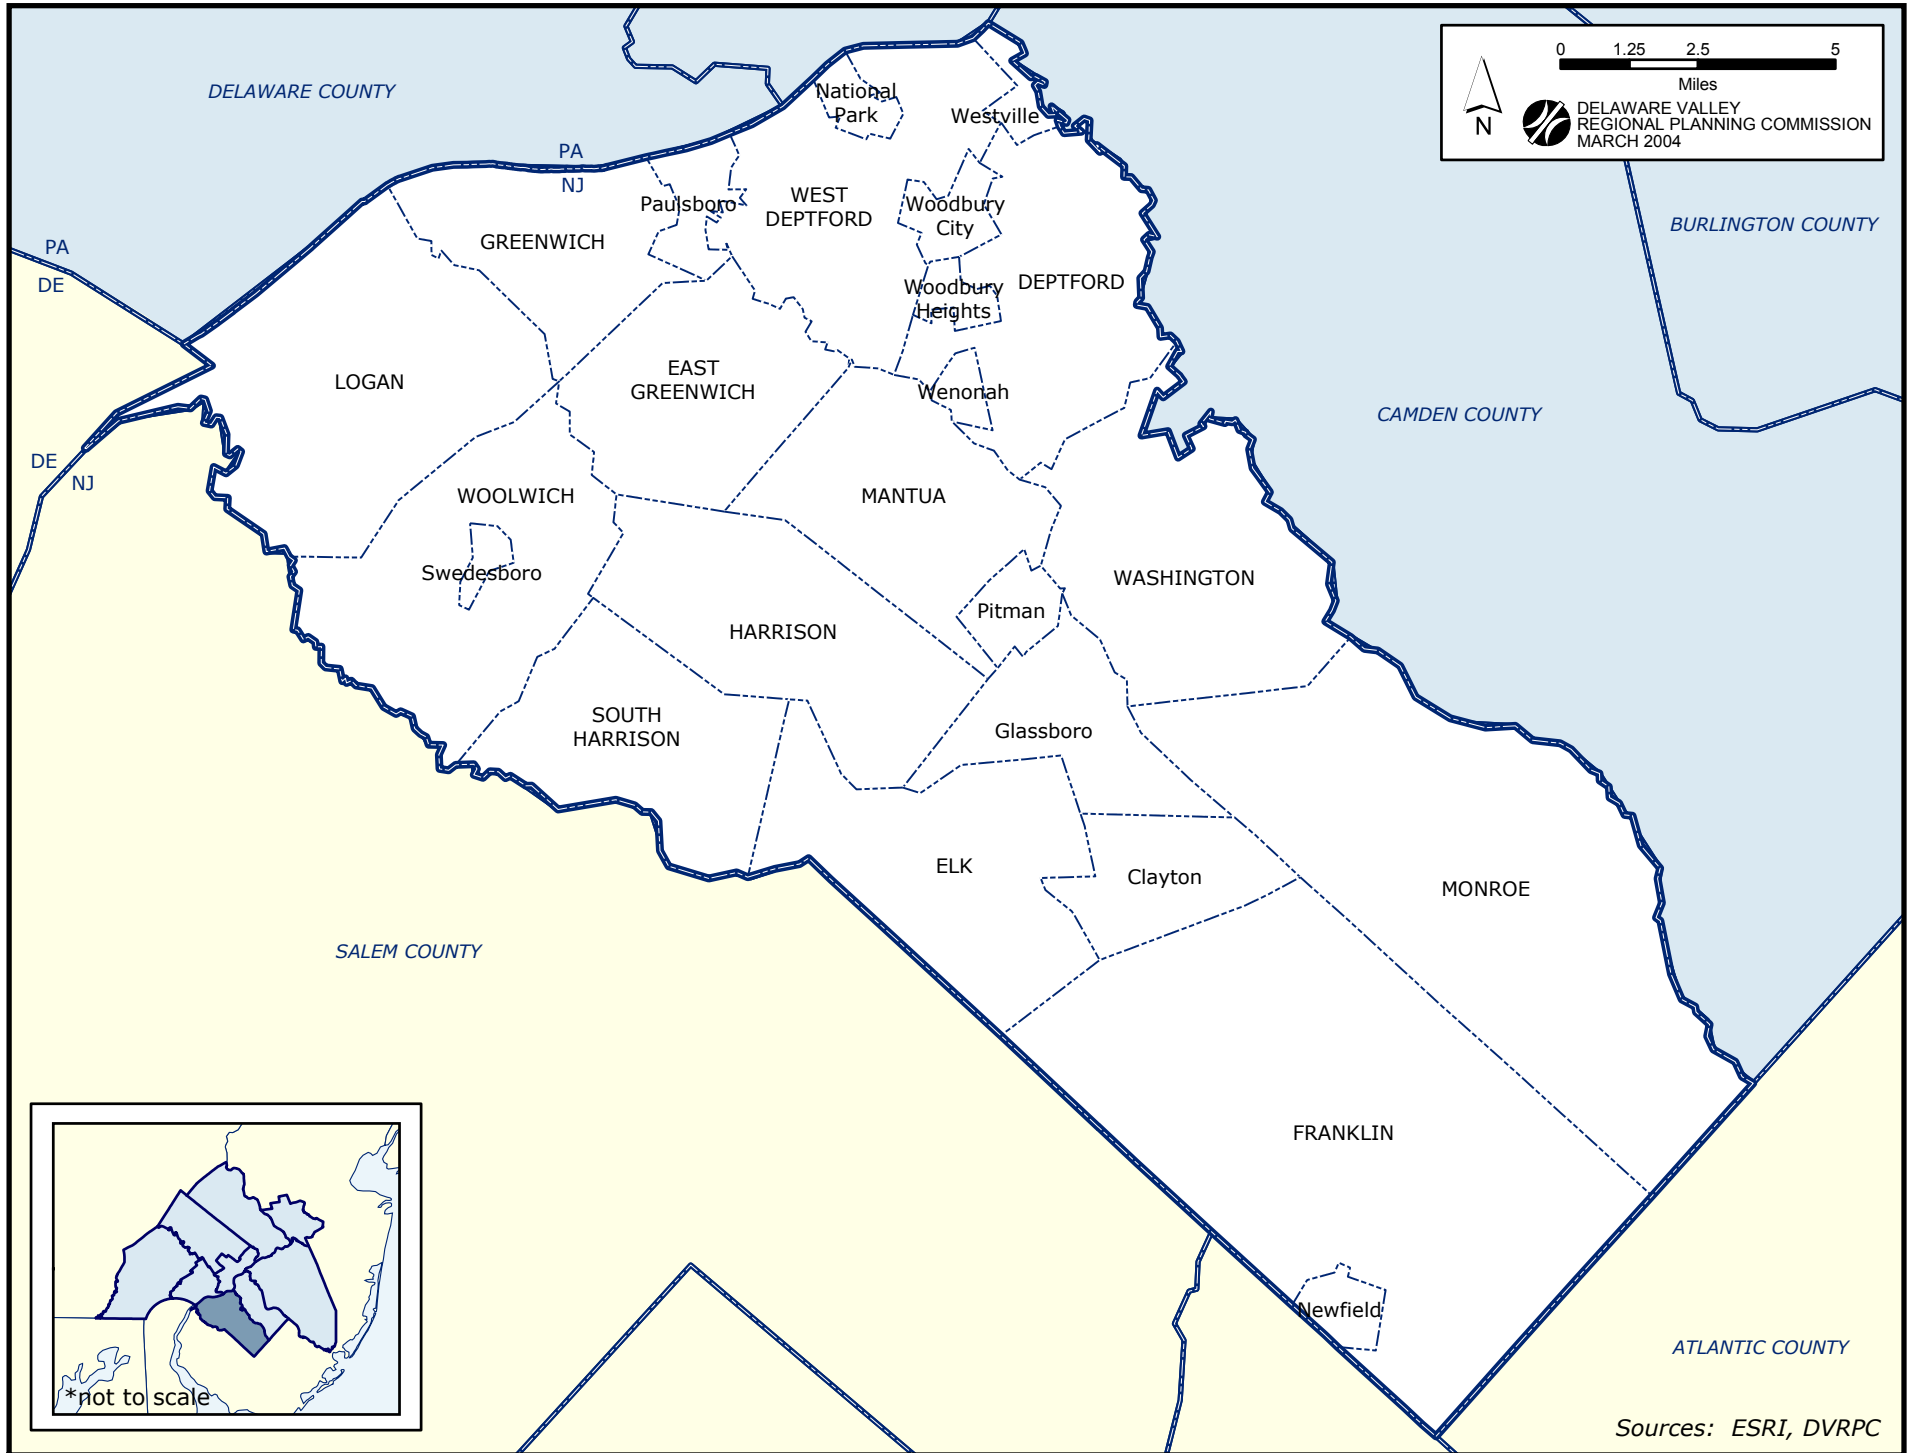 0 1.25 2.5 5
Miles
N
DELAWARE VALLEY
REGIONAL PLANNING COMMISSION
MARCH 2004
DELAWARE COUNTY
National
Park
Westville
PA
NJ
Paulsboro
WEST
DEPTFORD
Woodbury
City
BURLINGTON COUNTY
GREENWICH
PA
DE
Woodbury
Heights
DEPTFORD
LOGAN
EAST
GREENWICH
Wenonah
CAMDEN COUNTY
DE
NJ
WOOLWICH
MANTUA
Swedesboro
WASHINGTON
Pitman
HARRISON
SOUTH
HARRISON
Glassboro
ELK
Clayton
MONROE
SALEM COUNTY
FRANKLIN
Newfield
ATLANTIC COUNTY
*not to scale
Sources: ESRI, DVRPC